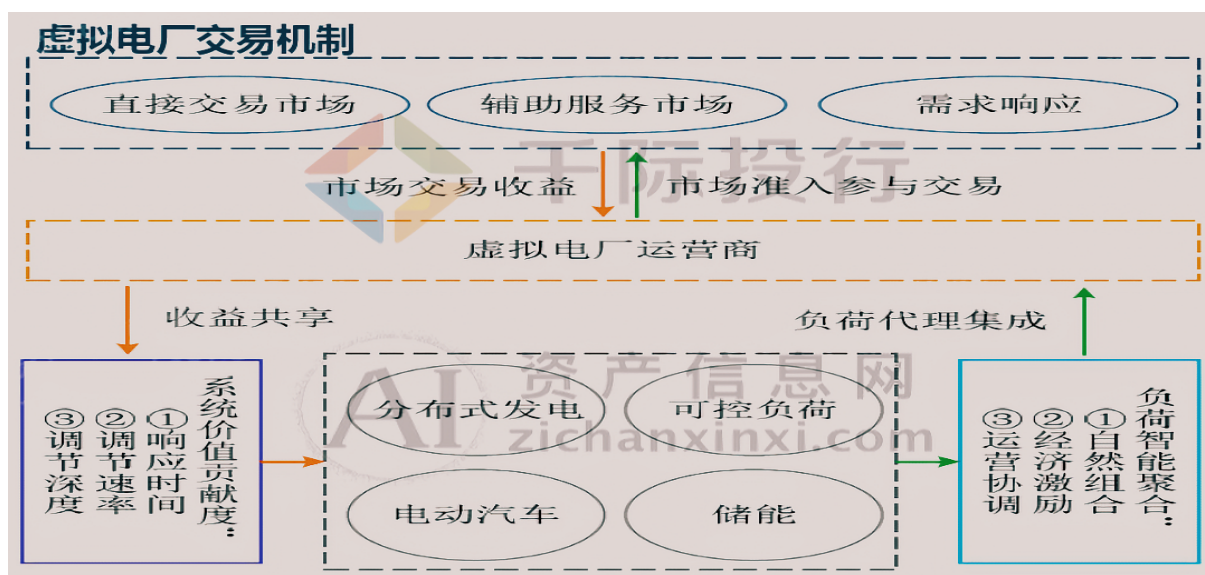 虚拟电厂交易机制
直接交易市场
辅助服务市场
需求响应
千际投行
市场交易收益
市场准入参与交易
虚拟电厂运营商
收益共享
负荷代理集成
资产信息网
AI
zichanxinxi.com
系统价值贡献度：
①响应时间
②调节速率
③调节深度
分布式发电
可控负荷
电动汽车
储能
负荷智能聚合：
①自然组合
②经济激励
③运营协调